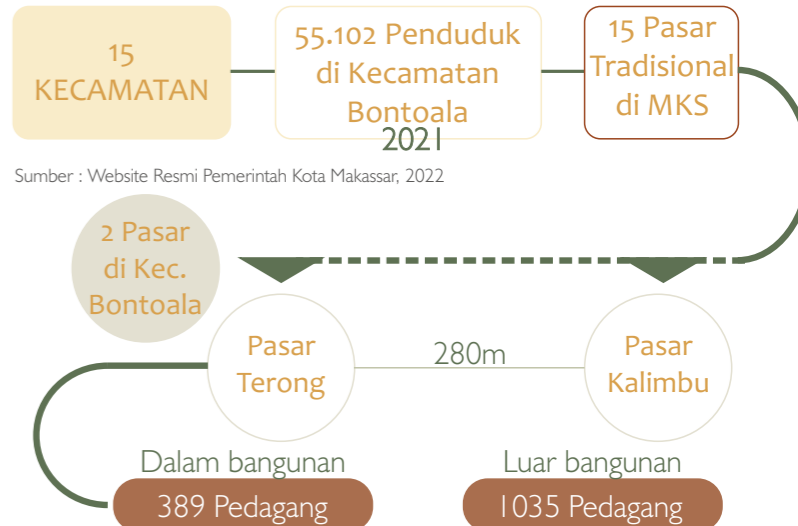 15
KECAMATAN
55.102 Penduduk
di Kecamatan
Bontoala
2021
15 Pasar
Tradisional
di MKS
Sumber : Website Resmi Pemerintah Kota Makassar, 2022
2 Pasar
di Kec.
Bontoala
Pasar
Terong
280m
Pasar
Kalimbu
Dalam bangunan
389 Pedagang
Luar bangunan
1035 Pedagang